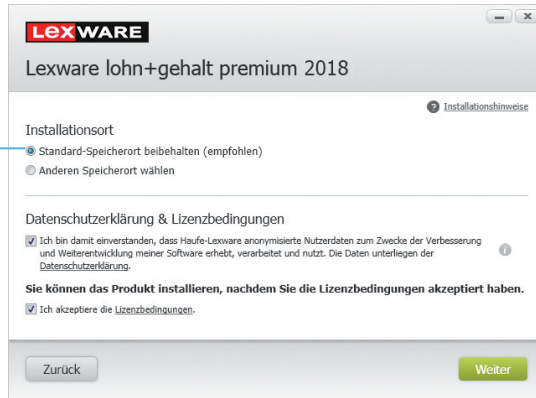 LEXWARE
Lexware lohn+gehalt premium 2018
? Installationshinweise
Installationsort
Standard-Speicherort beibehalten (empfohlen)
Anderen Speicherort wählen
Datenschutzerklärung & Lizenzbedingungen
Ich bin damit einverstanden, dass Haufe-Lexware anonymisierte Nutzerdaten zum Zwecke der Verbesserung
und Weiterentwicklung meiner Software erhebt, verarbeitet und nutzt. Die Daten unterliegen der
Datenschutzerklärung.
Sie können das Produkt installieren, nachdem Sie die Lizenzbedingungen akzeptiert haben.
Ich akzeptiere die Lizenzbedingungen.
Zurück
Weiter